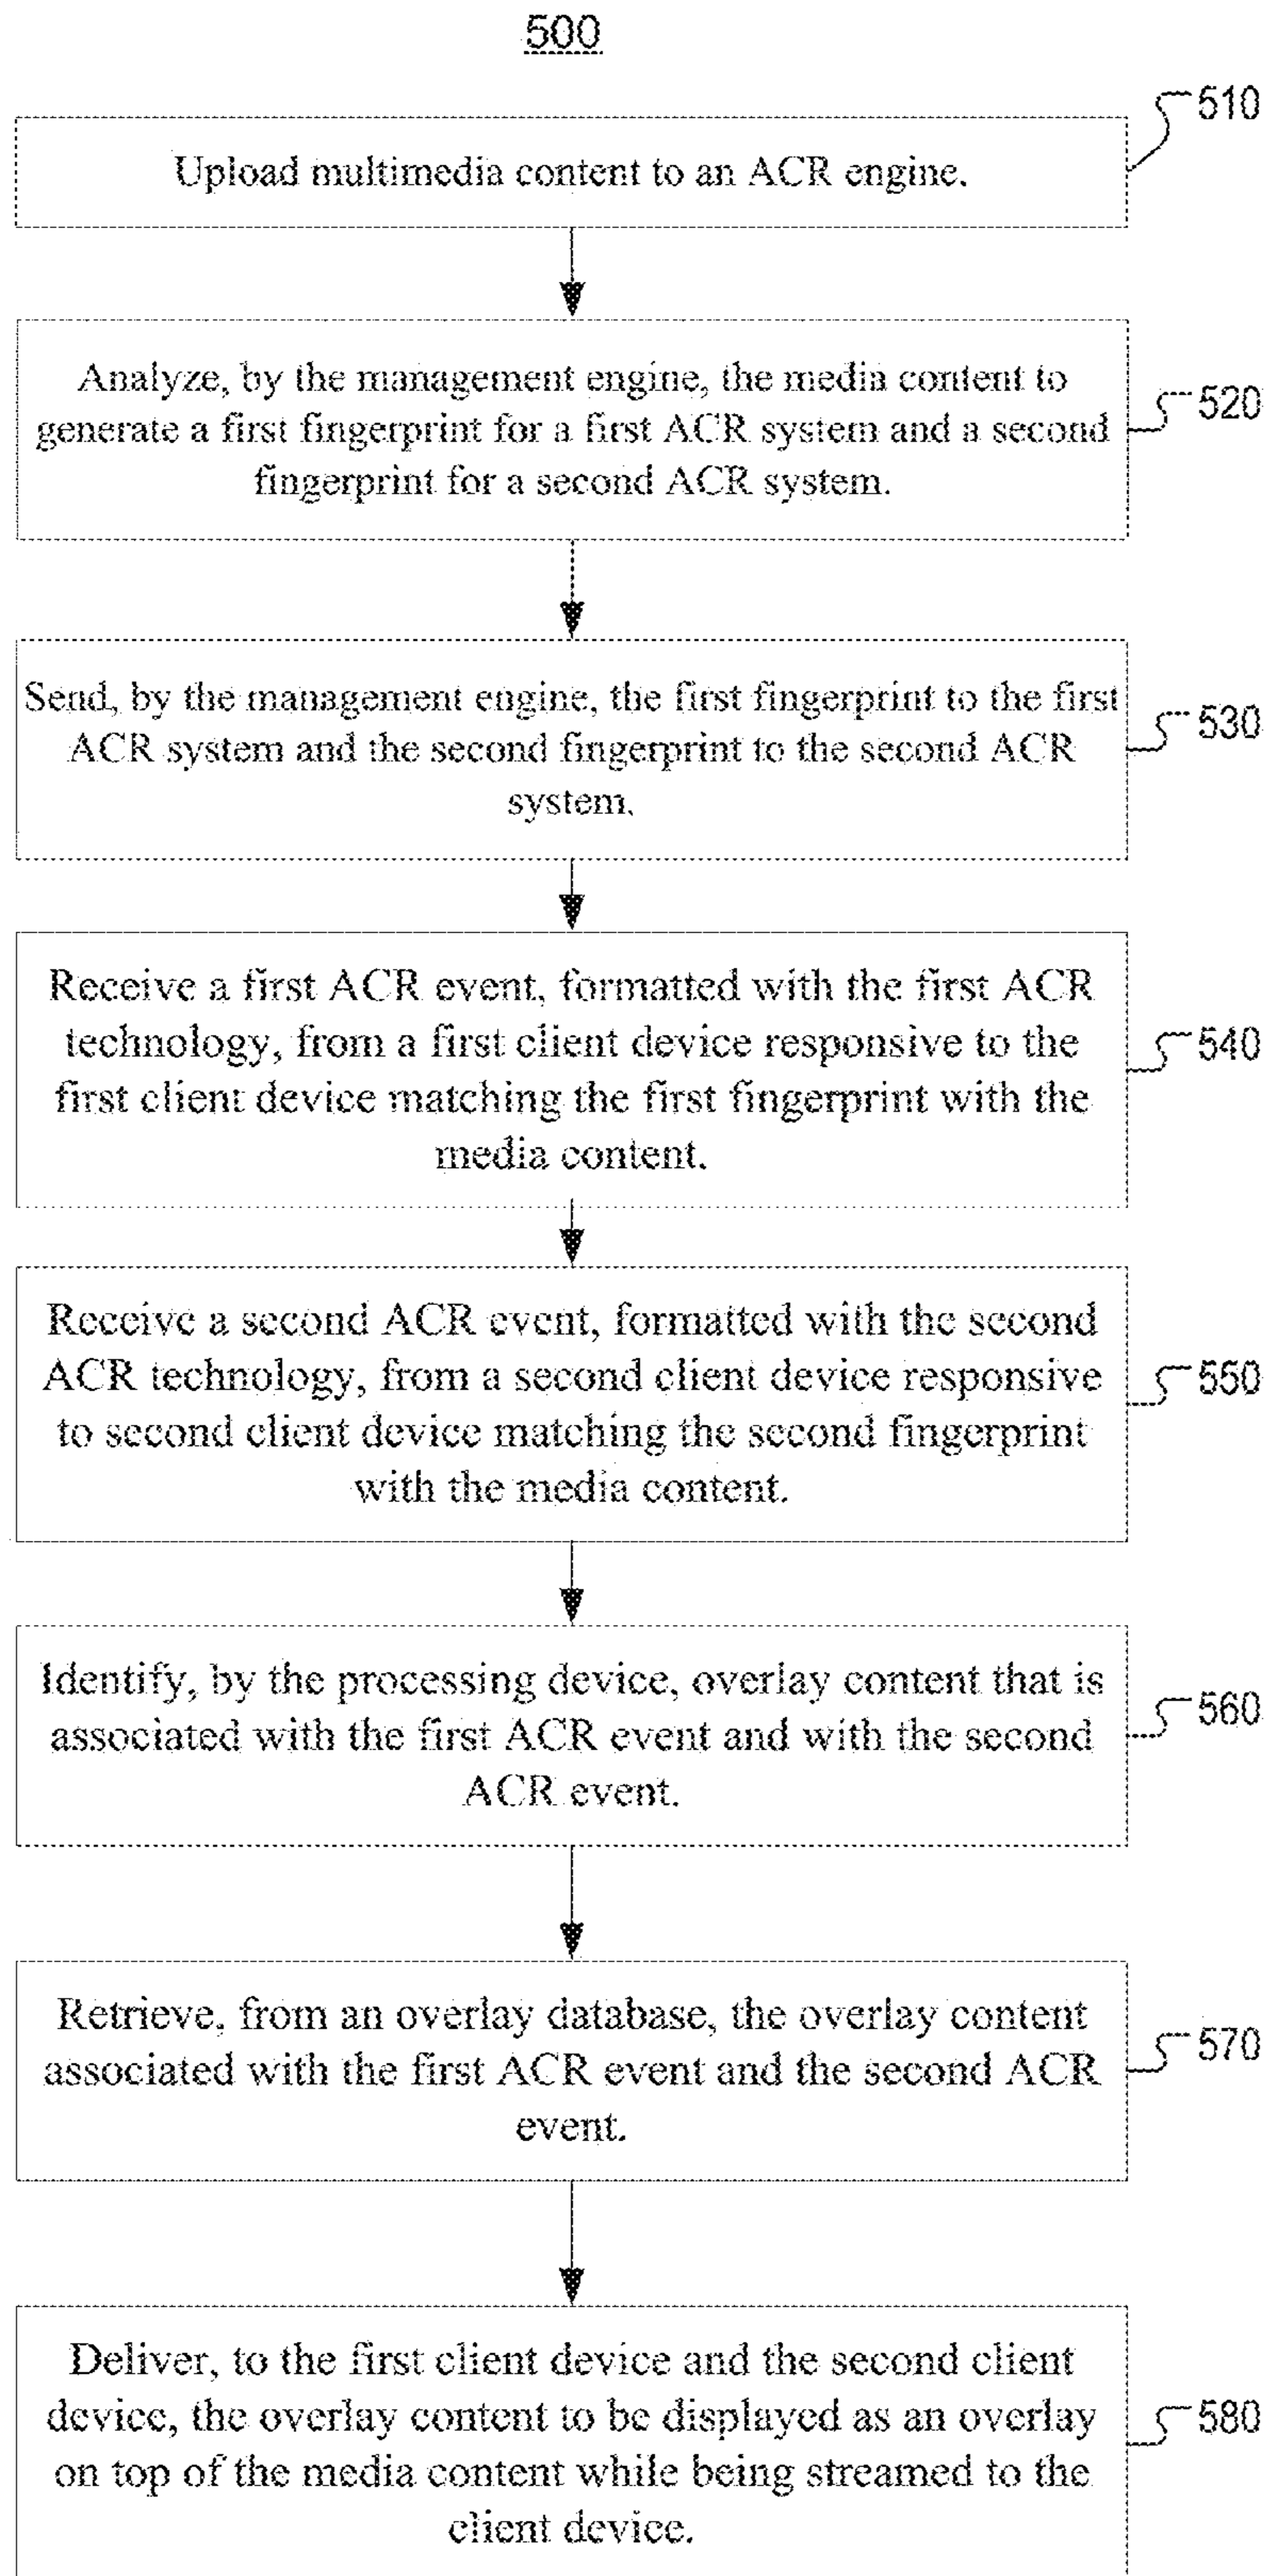 500
510
Upload multimedia content to an ACR engine.
Analyze, by the management engine, the media content to
generate a first fingerprint for a first ACR system and a second
fingerprint for a second ACR system.
520
Send, by the management engine, the first fingerprint to the first
ACR system and the second fingerprint to the second ACR
system.
530
Receive a first ACR event, formatted with the first ACR
technology, from a first client device responsive to the
first client device matching the first fingerprint with the
media content.
540
Receive a second ACR event, formatted with the second
ACR technology, from a second client device responsive
to second client device matching the second fingerprint
with the media content.
550
Identify, by the processing device, overlay content that is
associated with the first ACR event and with the second
ACR event.
560
Retrieve, from an overlay database, the overlay content
associated with the first ACR event and the second ACR
event.
570
Deliver, to the first client device and the second client
device, the overlay content to be displayed as an overlay
on top of the media content while being streamed to the
client device.
580